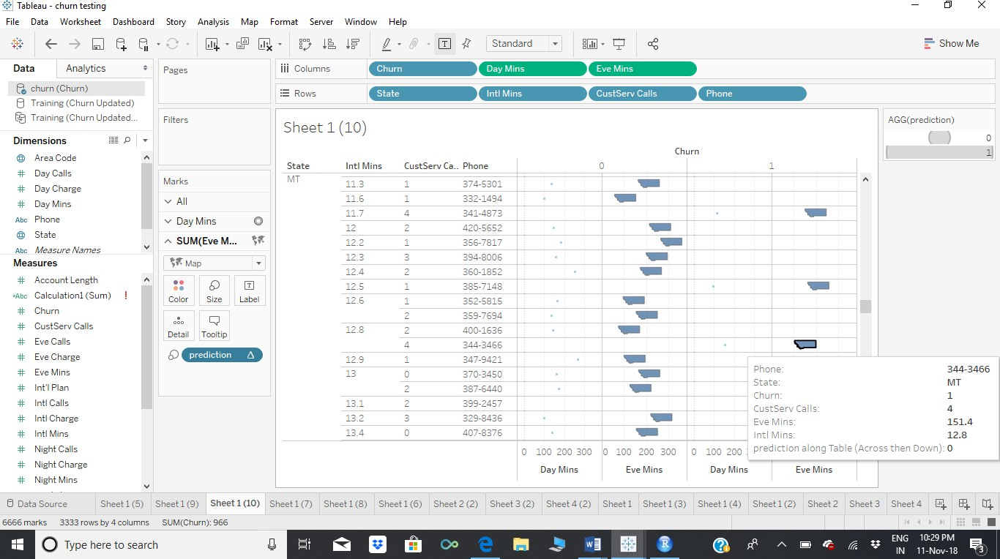 Tableau - churn testing
File Data Worksheet Dashboard Story Analysis Map Format Server Window Help
Standard
Show Me
Data Analytics
churn (Churn)
Training (Churn Updated)
Training (Churn Updated...
Dimensions
Area Code
Day Calls
Day Charge
Day Mins
Abc Phone
State
Abc Measure Names
Measures
Account Length
=Abc Calculation1 (Sum) !
Churn
CustServ Calls
Eve Calls
Eve Charge
Eve Mins
Int'l Plan
Intl Calls
Intl Charge
Intl Mins
Night Calls
Night Charge
Night Mins
Pages
Filters
Marks
All
Day Mins
SUM(Eve M...
Map
Color Size Label
Detail Tooltip
prediction
Columns Churn Day Mins Eve Mins
Rows State Intl Mins CustServ Calls Phone
Sheet 1 (10)
Churn
State Intl Mins CustServ Ca.. Phone 0 1
MT
11.3 1 374-5301
11.6 1 332-1494
11.7 4 341-4873
12 2 420-5652
12.2 1 356-7817
12.3 3 394-8006
12.4 2 360-1852
12.5 1 385-7148
12.6 1 352-5815
2 359-7694
12.8 2 400-1636
4 344-3466
12.9 1 347-9421
13 0 370-3450
2 387-6440
13.1 2 399-2457
13.2 3 329-8436
13.4 0 407-8376
0 100 200 300 0 100 200 300 0 100 200
Day Mins Eve Mins Day Mins Eve Mins
Phone: 344-3466
State: MT
Churn: 1
CustServ Calls: 4
Eve Mins: 151.4
Intl Mins: 12.8
prediction along Table (Across then Down): 0
AGG(prediction)
0
1
Data Source Sheet 1 (5) Sheet 1 (9) Sheet 1 (10) Sheet 1 (7) Sheet 1 (8) Sheet 1 (6) Sheet 2 (2) Sheet 3 (2) Sheet 4 (2) Sheet 1 Sheet 1 (3) Sheet 1 (4) Sheet 1 (2) Sheet 2 Sheet 3 Sheet 4
6666 marks 3333 rows by 4 columns SUM(Churn): 966
Type here to search
ENG 10:29 PM
IN 11-Nov-18
3